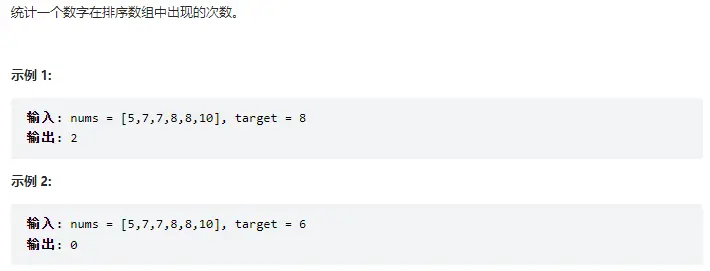 统计一个数字在排序数组中出现的次数。
示例 1:
输入: nums = [5,7,7,8,8,10], target = 8
输出: 2
示例 2:
输入: nums = [5,7,7,8,8,10], target = 6
输出: 0